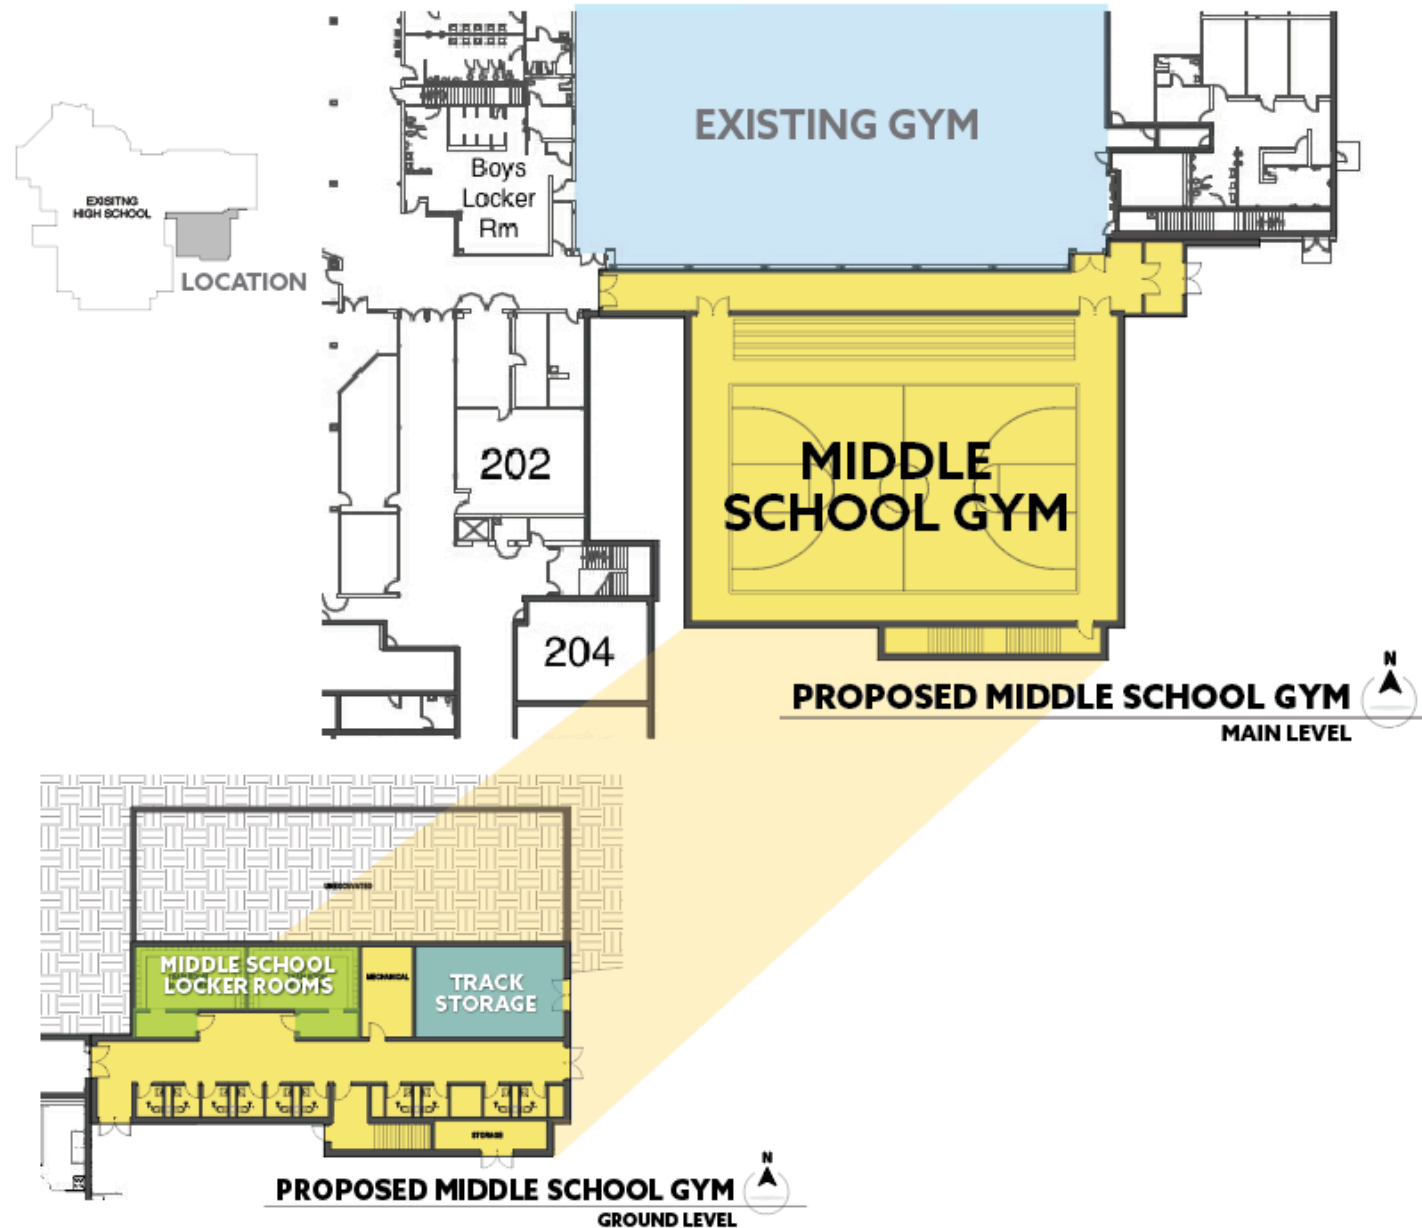 EXISTING GYM
Boys
Locker
Rm
EXISITNG
HIGH SCHOOL
LOCATION
202
MIDDLE
SCHOOL GYM
204
N
PROPOSED MIDDLE SCHOOL GYM
MAIN LEVEL
UNEXCAVATED
MIDDLE SCHOOL
LOCKER ROOMS
MECHANICAL
TRACK
STORAGE
STORAGE
N
PROPOSED MIDDLE SCHOOL GYM
GROUND LEVEL